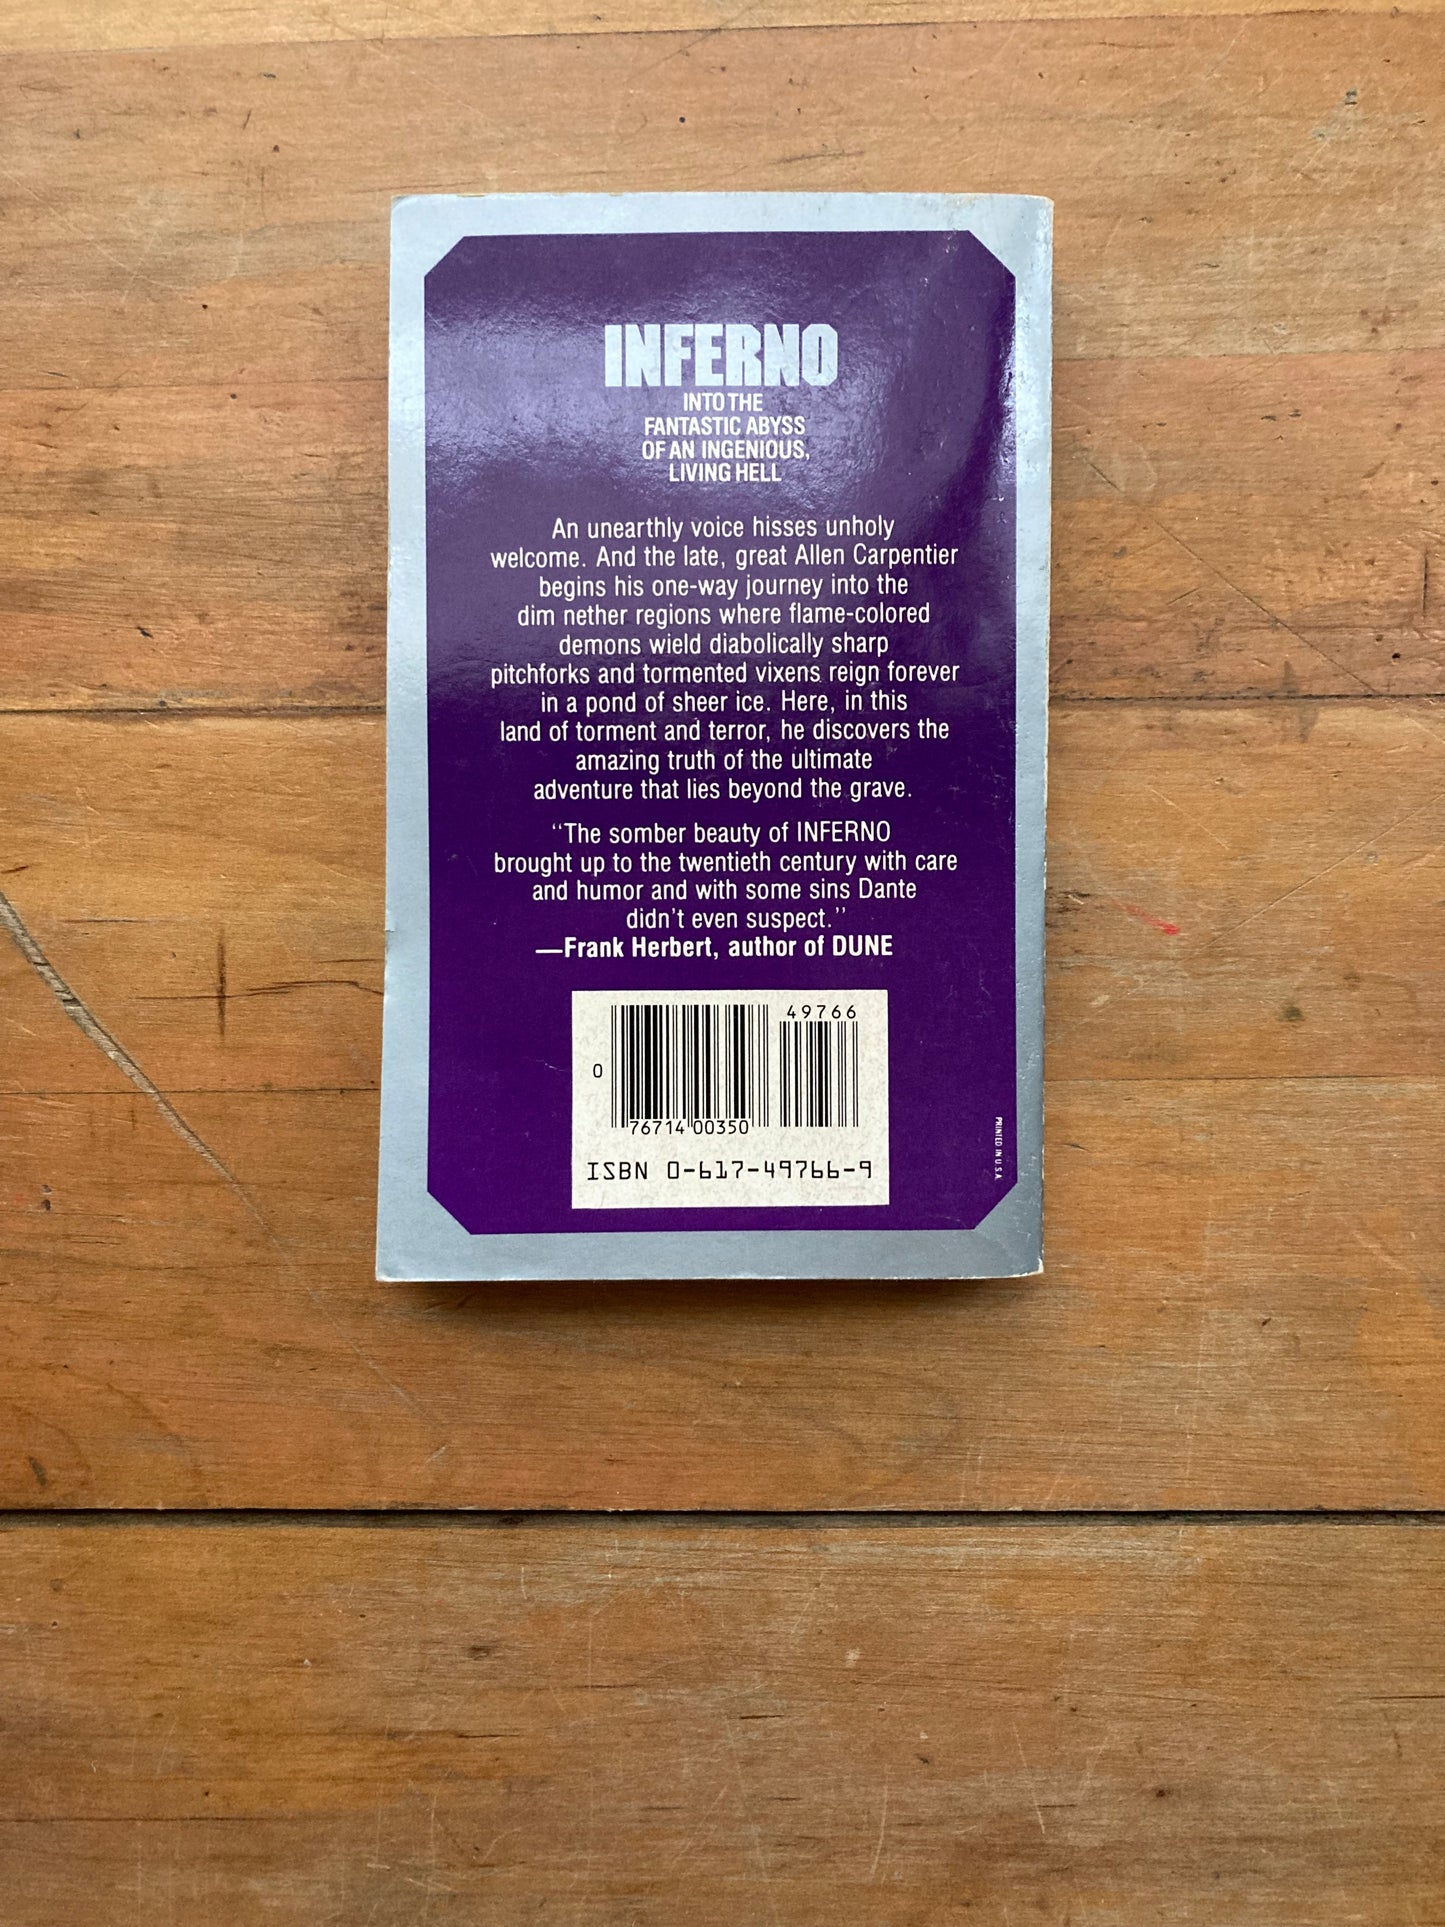 INFERNO
INTO THE
FANTASTIC ABYSS
OF AN INGENIOUS,
LIVING HELL
An unearthly voice hisses unholy
welcome. And the late, great Allen Carpentier
begins his one-way journey into the
dim nether regions where flame-colored
demons wield diabolically sharp
pitchforks and tormented vixens reign forever
in a pond of sheer ice. Here, in this
land of torment and terror, he discovers the
amazing truth of the ultimate
adventure that lies beyond the grave.
"The somber beauty of INFERNO
brought up to the twentieth century with care
and humor and with some sins Dante
didn't even suspect."
—Frank Herbert, author of DUNE
49766
0
76714 00350
ISBN 0-617-49766-9
PRINTED IN U.S.A.